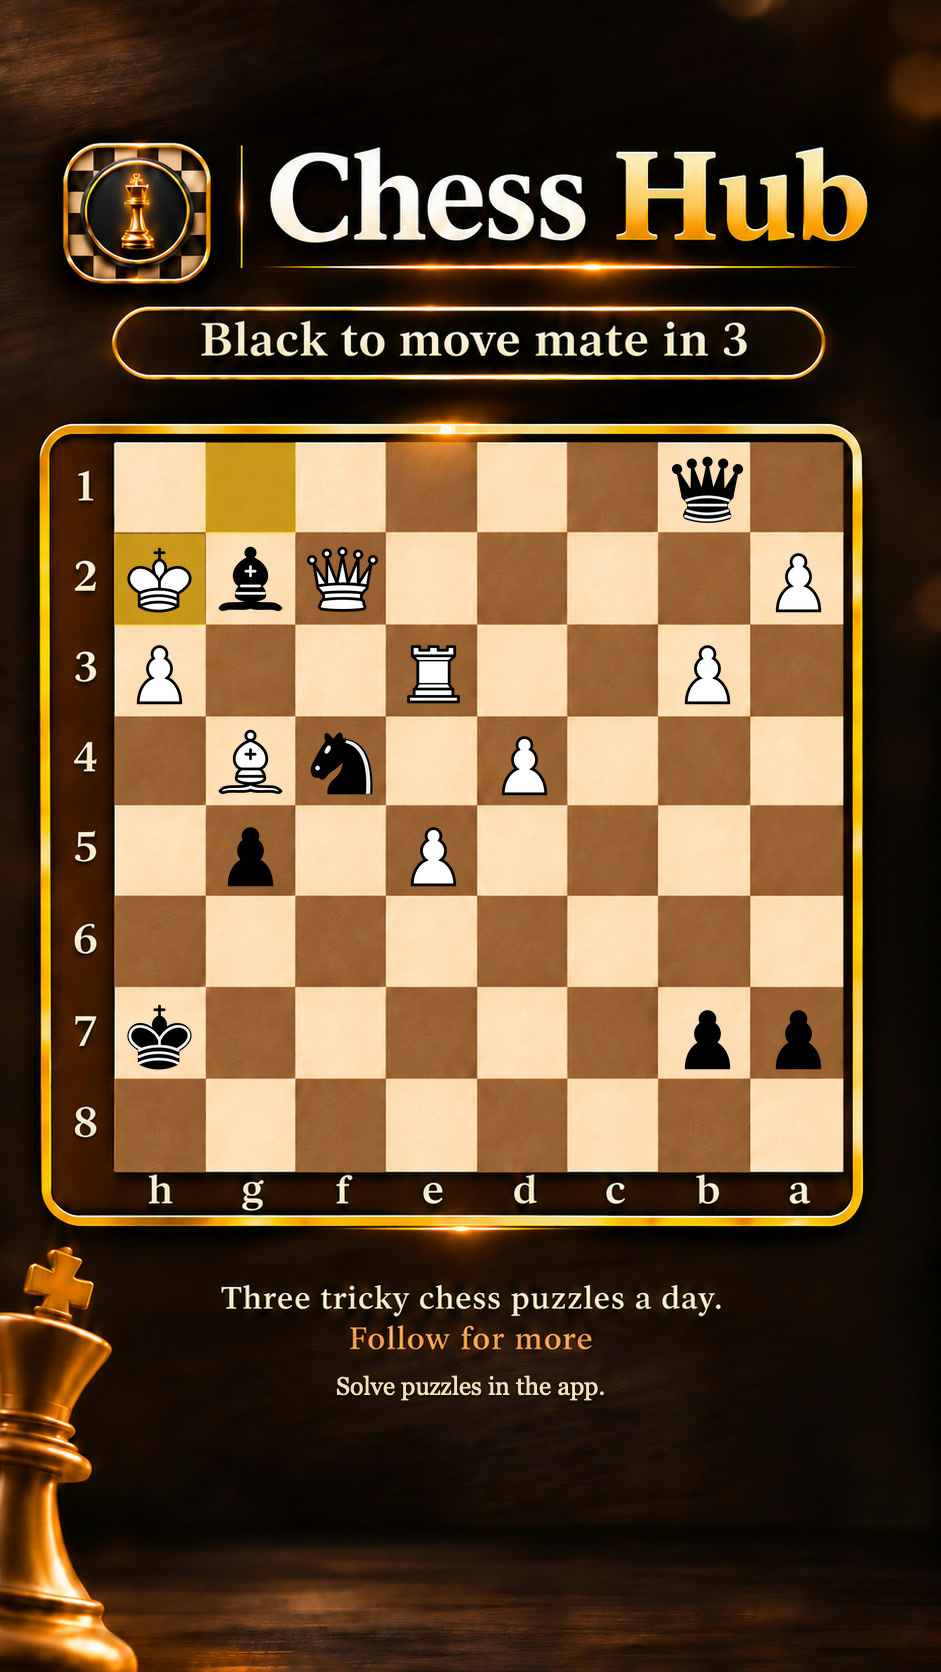 Chess Hub
Black to move mate in 3
1
2
3
4
5
6
7
8
h g f e d c b a
Three tricky chess puzzles a day.
Follow for more
Solve puzzles in the app.